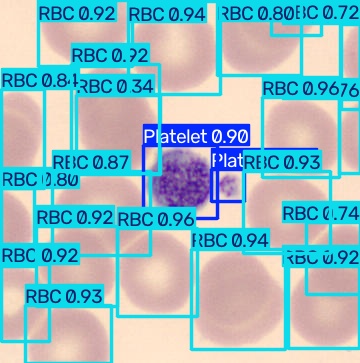 RBC 0.92
RBC 0.94
RBC 0.80
RBC 0.72
RBC 0.92
RBC 0.84
RBC 0.34
RBC 0.96
76
Platelet 0.90
Plat
RBC 0.87
RBC 0.93
RBC 0.80
RBC 0.92
RBC 0.96
RBC 0.74
RBC 0.94
RBC 0.92
RBC 0.92
RBC 0.93